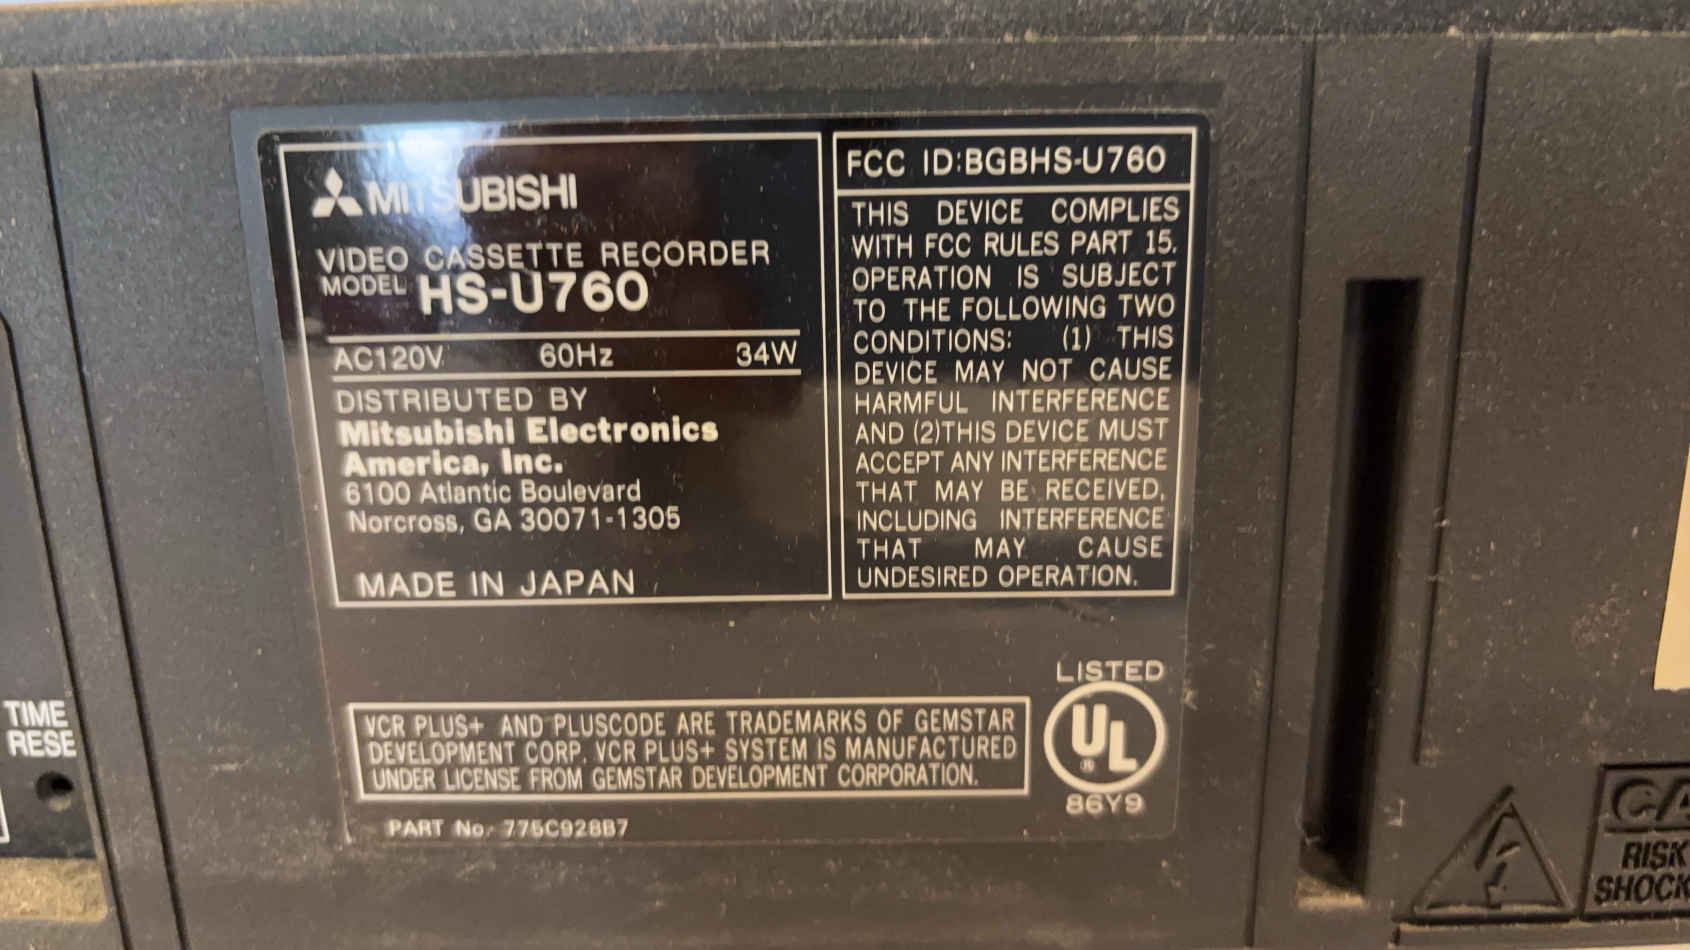 MITSUBISHI
VIDEO CASSETTE RECORDER
MODEL HS-U760
AC120V 60Hz 34W
DISTRIBUTED BY
Mitsubishi Electronics
America, Inc.
6100 Atlantic Boulevard
Norcross, GA 30071-1305
MADE IN JAPAN
FCC ID:BGBHS-U760
THIS DEVICE COMPLIES
WITH FCC RULES PART 15.
OPERATION IS SUBJECT
TO THE FOLLOWING TWO
CONDITIONS: (1) THIS
DEVICE MAY NOT CAUSE
HARMFUL INTERFERENCE
AND (2)THIS DEVICE MUST
ACCEPT ANY INTERFERENCE
THAT MAY BE RECEIVED,
INCLUDING INTERFERENCE
THAT MAY CAUSE
UNDESIRED OPERATION.
VCR PLUS+ AND PLUSCODE ARE TRADEMARKS OF GEMSTAR
DEVELOPMENT CORP. VCR PLUS+ SYSTEM IS MANUFACTURED
UNDER LICENSE FROM GEMSTAR DEVELOPMENT CORPORATION.
PART No. 775C928B7
LISTED
UL
®
86Y9
TIME
RESE
CA
RISK
SHOCK